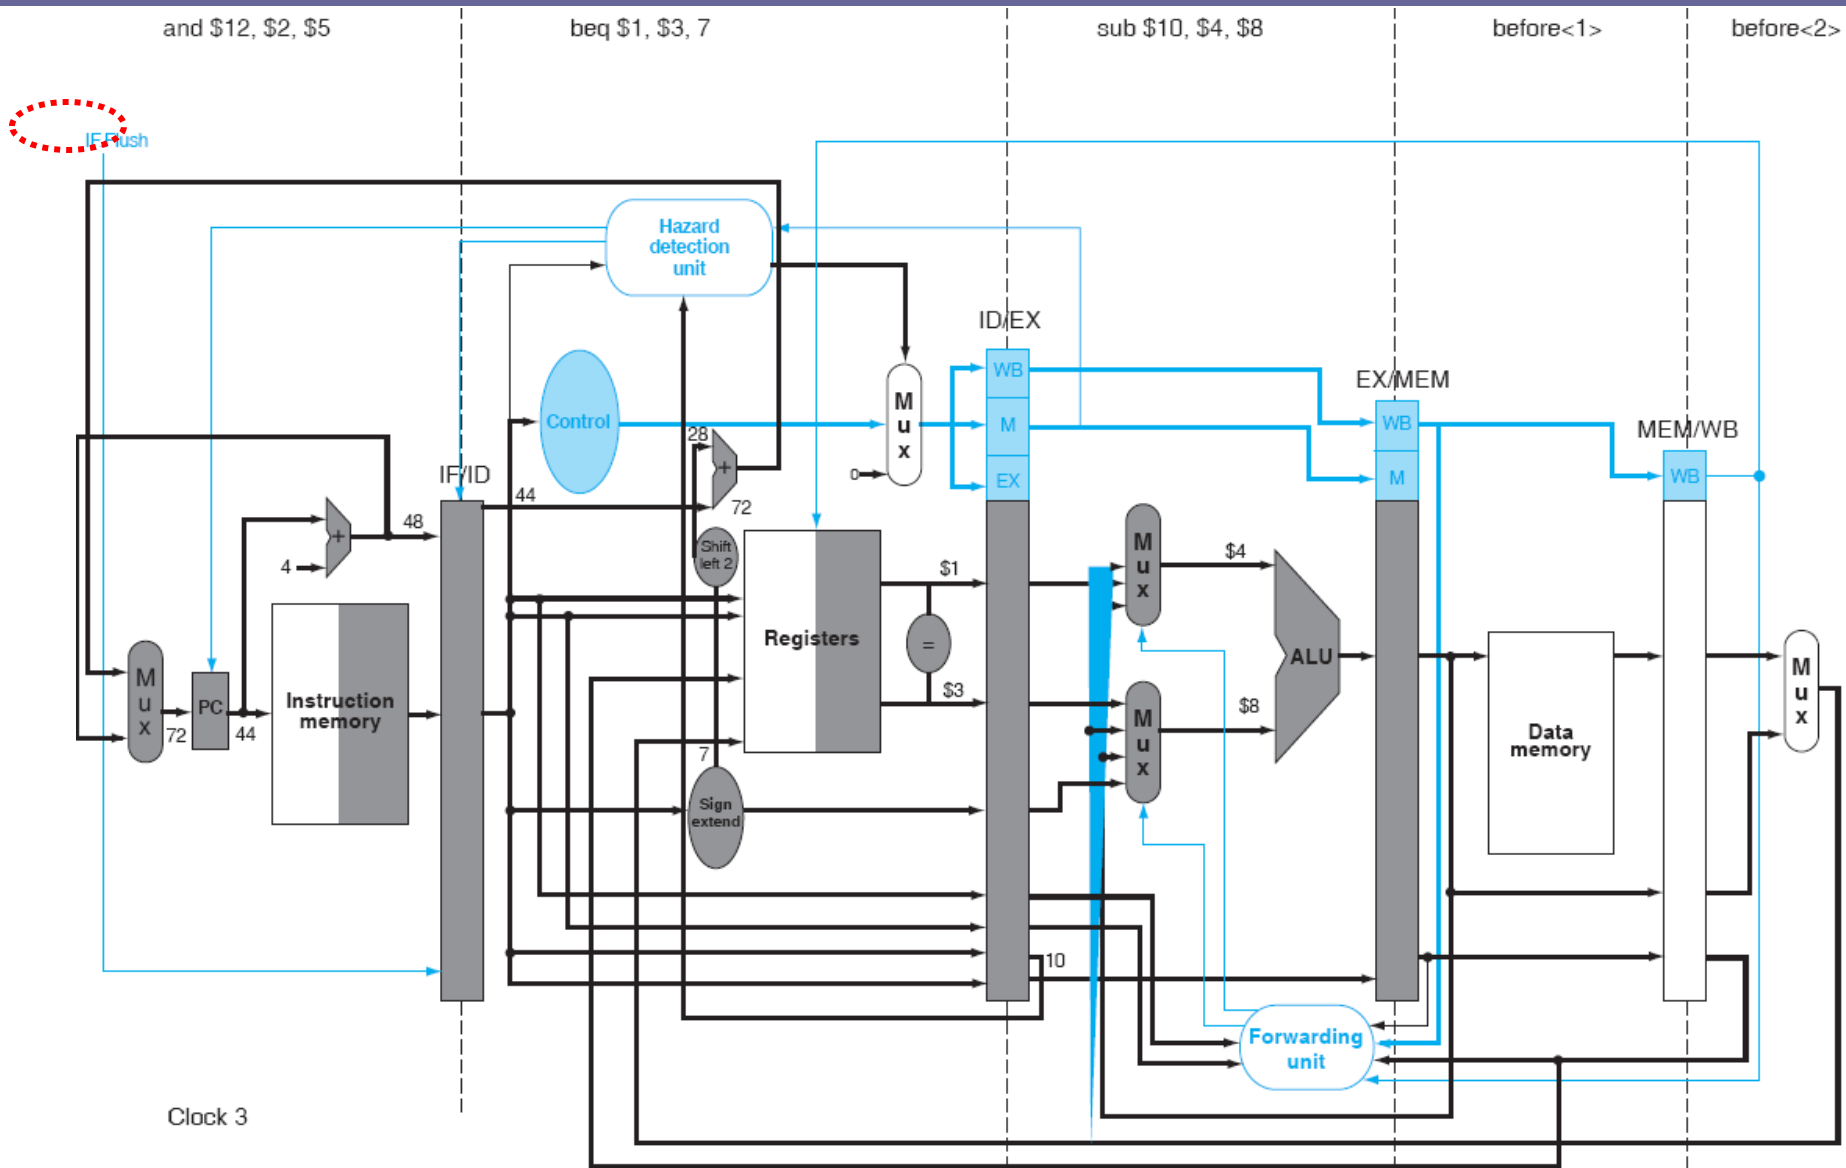 and $12, $2, $5
beq $1, $3, 7
sub $10, $4, $8
before<1>
before<2>
IF.Flush
Hazard
detection
unit
ID/EX
WB
EX/MEM
M
u
x
Control
M
WB
MEM/WB
28
+
0
EX
M
WB
IF/ID
44
72
48
+
4
Shift
left 2
M
u
x
$4
$1
Registers
=
ALU
M
u
x
PC
Instruction
memory
$3
M
u
x
$8
Data
memory
M
u
x
72
44
7
Sign
extend
10
Forwarding
unit
Clock 3